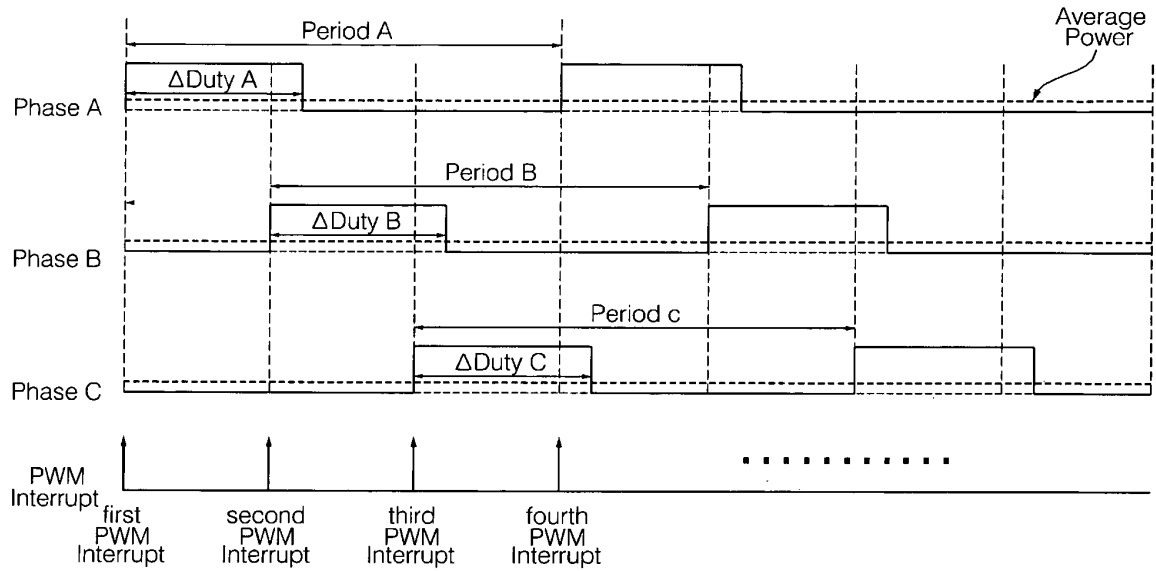 Period A
Average
Power
ΔDuty A
Phase A
Period B
ΔDuty B
Phase B
Period c
ΔDuty C
Phase C
PWM
Interrupt
first
PWM
Interrupt
second
PWM
Interrupt
third
PWM
Interrupt
fourth
PWM
Interrupt